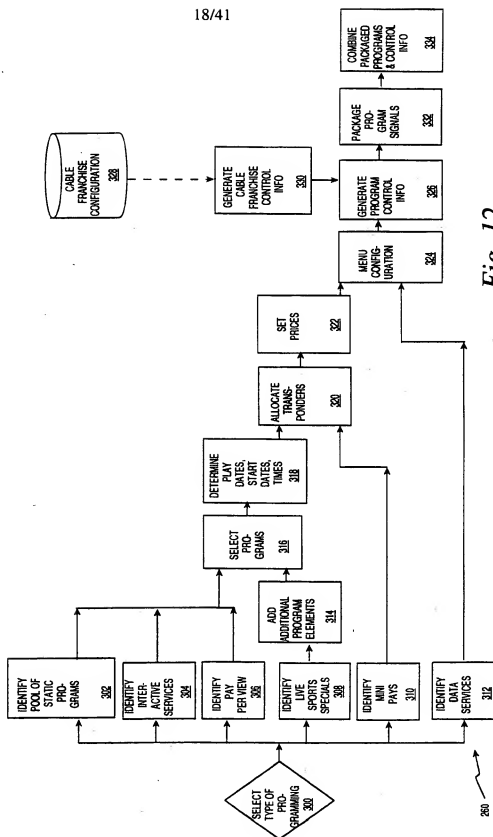 18/41
CABLE
FRANCHISE
CONFIGURATION
328
GENERATE
CABLE
FRANCHISE
CONTROL
INFO
330
SELECT
TYPE OF
PRO-
GRAMMING
300
IDENTIFY
POOL OF
STATIC PRO-
GRAMS
302
IDENTIFY
INTER-
ACTIVE SERVICES
304
IDENTIFY
PAY
PER VIEW
306
IDENTIFY
LIVE
SPORTS
SPECIALS
308
IDENTIFY
MINI
PAYS
310
IDENTIFY
DATA
SERVICES
312
ADD
ADDITIONAL
PROGRAM
ELEMENTS
314
SELECT
PRO-
GRAMS
316
DETERMINE
PLAY
DATES,
START
DATES,
TIMES
318
ALLOCATE
TRANS-
PONDERS
320
SET
PRICES
322
MENU
CONFIG-
URATION
324
GENERATE
PROGRAM
CONTROL
INFO
326
PACKAGE
PRO-
GRAM
SIGNALS
332
COMBINE
PACKAGED
PROGRAMS
& CONTROL
INFO
334
260
Fig. 12